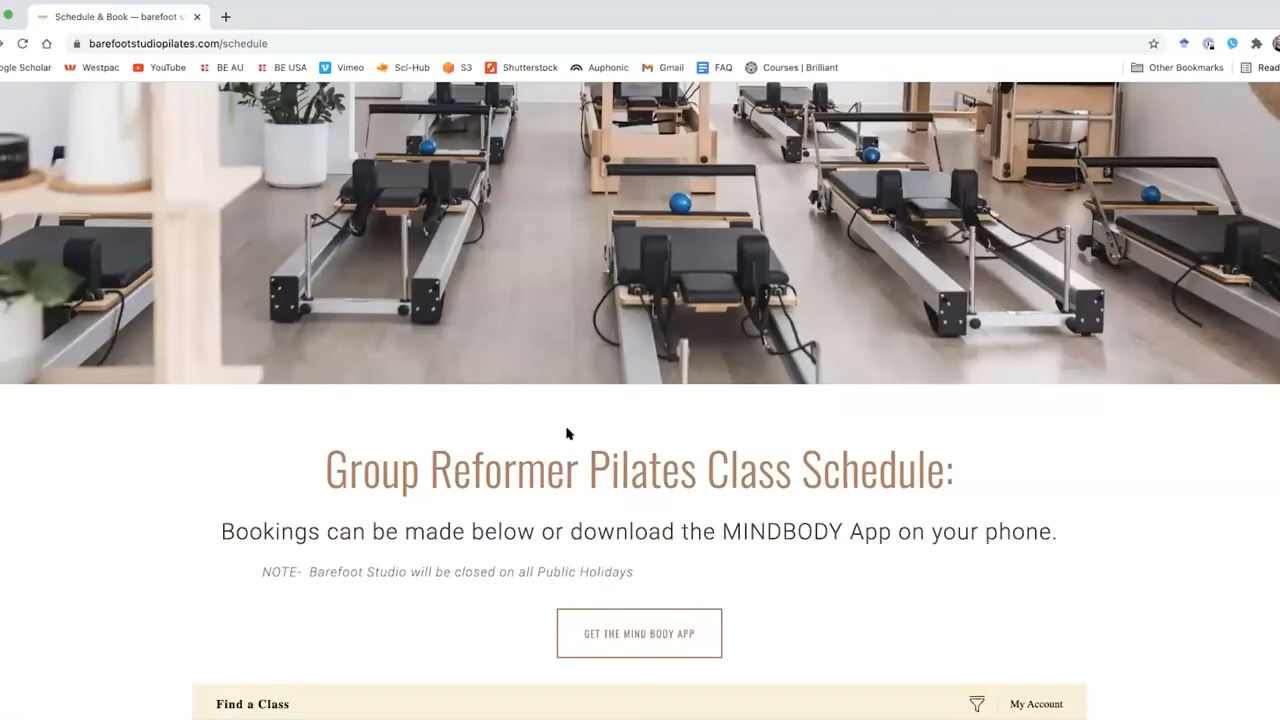 Schedule & Book — barefoot s
barefootstudiopilates.com/schedule
ogle Scholar Westpac YouTube BE AU BE USA Vimeo Sci-Hub S3 Shutterstock Auphonic Gmail FAQ Courses | Brilliant Other Bookmarks Read
Group Reformer Pilates Class Schedule:
Bookings can be made below or download the MINDBODY App on your phone.
NOTE- Barefoot Studio will be closed on all Public Holidays
GET THE MIND BODY APP
Find a Class My Account